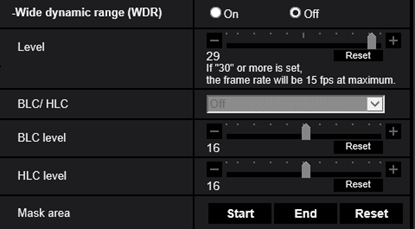 -Wide dynamic range (WDR) On Off
Level - +
29 Reset
If "30" or more is set,
the frame rate will be 15 fps at maximum.
BLC/ HLC Off
BLC level - +
16 Reset
HLC level - +
16 Reset
Mask area Start End Reset